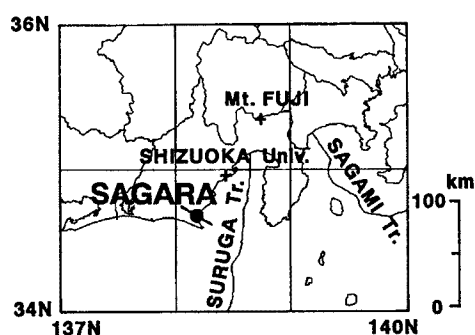 36N
Mt. FUJI
SHIZUOKA Univ.
SAGARA
SURUGA Tr.
SAGAMI Tr.
km
100
0
34N
137N
140N